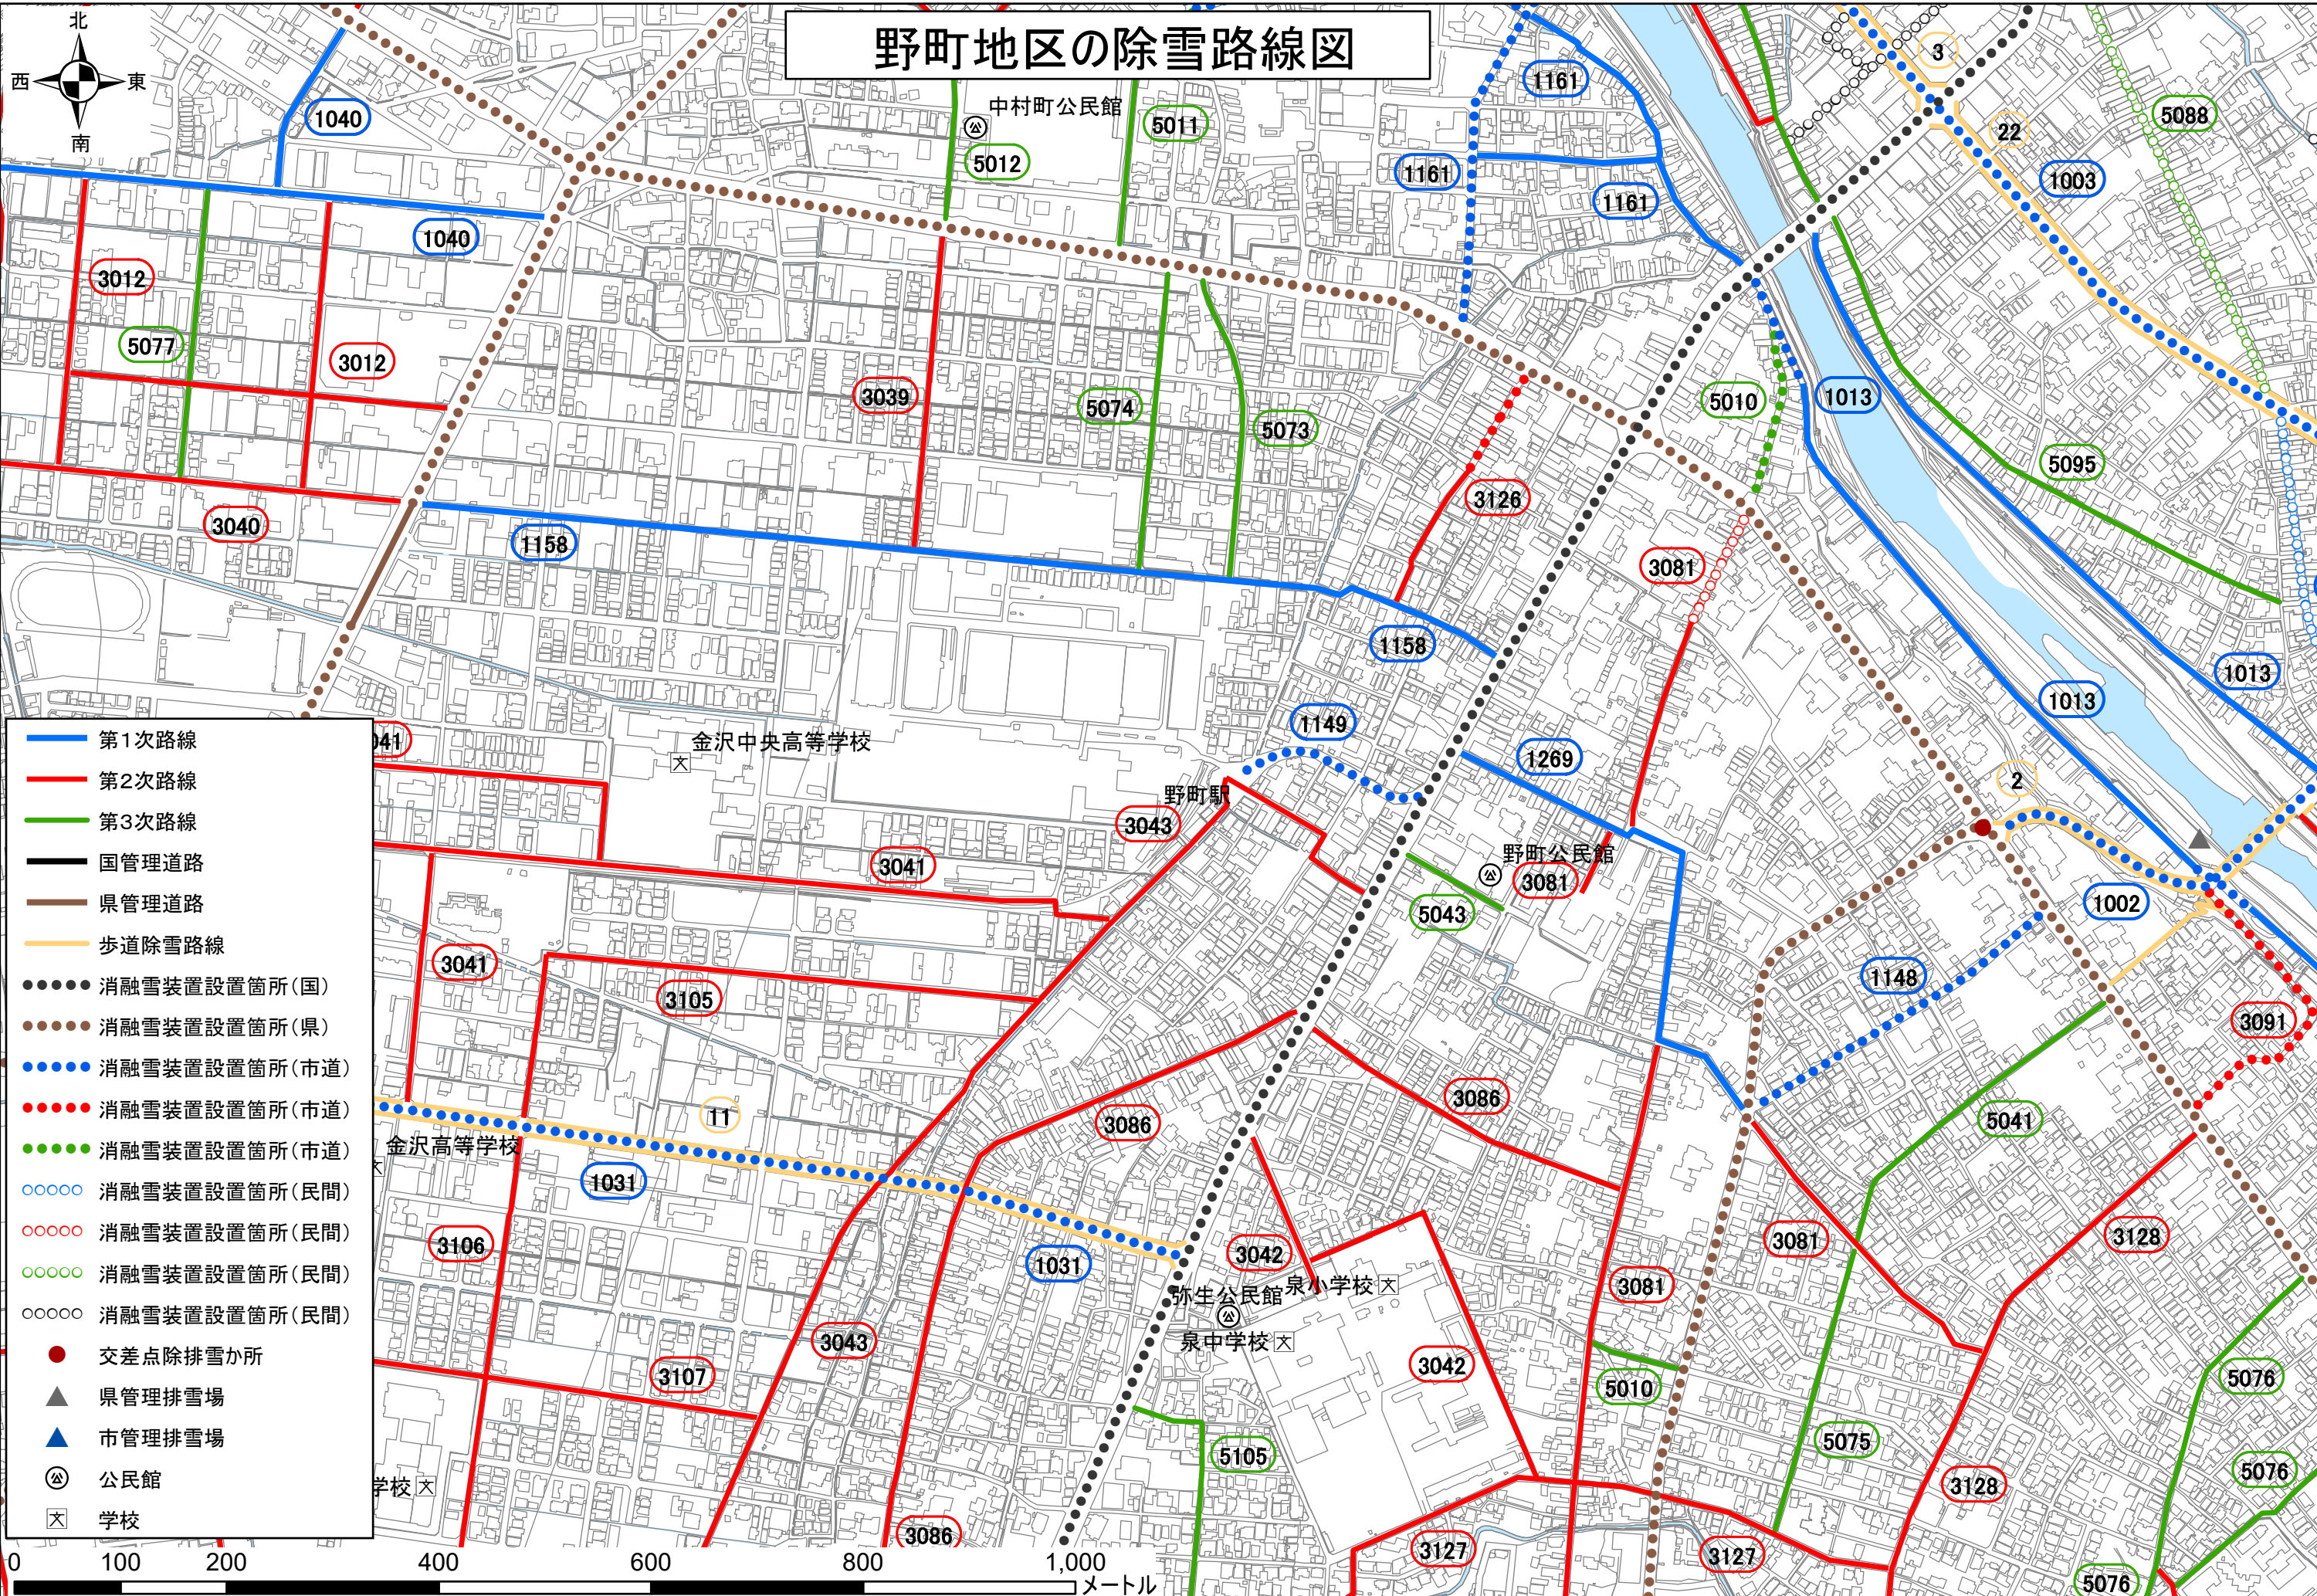 野町地区の除雪路線図
北
西 東
南
中村町公民館
3
22
1161
1040
5012
5011
1161
1161
5088
1003
1040
3012
5077
3012
3039
5074
5073
5010
1013
5095
3126
3040
1158
3081
1158
1013
1013
1149
1269
041
金沢中央高等学校
野町駅
3043
3041
野町公民館
3081
5043
2
1002
1148
3091
3041
3105
11
金沢高等学校
1031
3086
3086
5041
3106
1031
3042
泉小学校 文
弥生公民館
泉中学校 文
3081
3081
3128
3043
3107
3042
5010
5076
5075
5105
5076
3128
学校 文
3086
3127
3127
5076
第1次路線
第2次路線
第3次路線
国管理道路
県管理道路
歩道除雪路線
消融雪装置設置箇所(国)
消融雪装置設置箇所(県)
消融雪装置設置箇所(市道)
消融雪装置設置箇所(市道)
消融雪装置設置箇所(市道)
消融雪装置設置箇所(民間)
消融雪装置設置箇所(民間)
消融雪装置設置箇所(民間)
消融雪装置設置箇所(民間)
交差点除排雪か所
県管理排雪場
市管理排雪場
公民館
文 学校
0 100 200 400 600 800 1,000
メートル